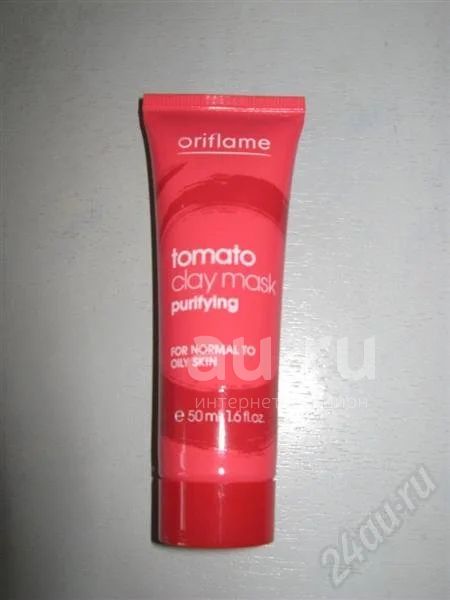 oriflame
tomato
clay mask
purifying
FOR NORMAL TO
OILY SKIN
au.ru
интернет аукцион
e 50 ml 1.6 fl.oz.
24au.ru